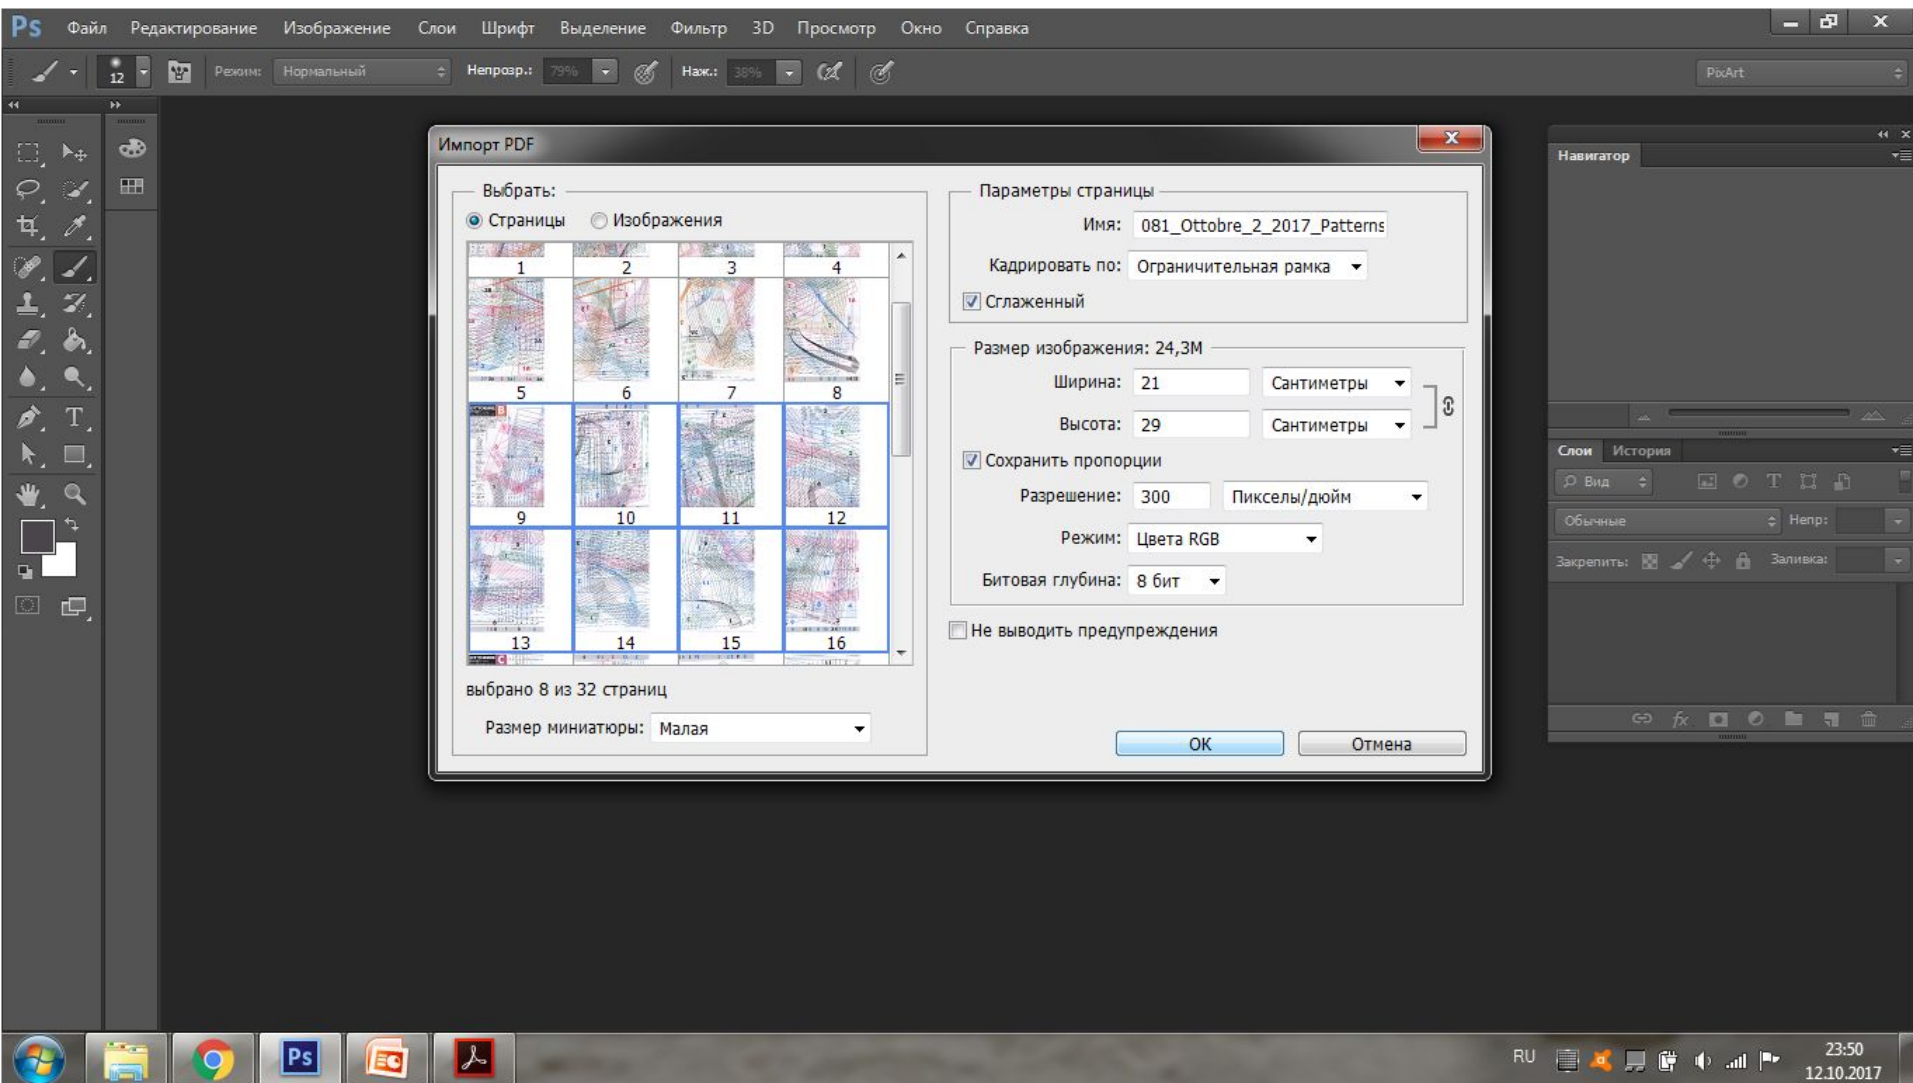 Ps Файл Редактирование Изображение Слои Шрифт Выделение Фильтр 3D Просмотр Окно Справка
12 Режим: Нормальный Непрозр.: 79% Наж.: 38% PixArt
Импорт PDF
Навигатор
Выбрать:
Страницы Изображения
1 2 3 4
5 6 7 8
9 10 11 12
13 14 15 16
выбрано 8 из 32 страниц
Размер миниатюры: Малая
Параметры страницы
Имя: 081_Ottobre_2_2017_Patterns
Кадрировать по: Ограничительная рамка
Сглаженный
Размер изображения: 24,3M
Ширина: 21 Сантиметры
Высота: 29 Сантиметры
Сохранить пропорции
Разрешение: 300 Пикселы/дюйм
Режим: Цвета RGB
Битовая глубина: 8 бит
Не выводить предупреждения
ОК Отмена
Слои История
Вид
Обычные Непр:
Закрепить: Заливка:
fx
Ps
RU 23:50
12.10.2017